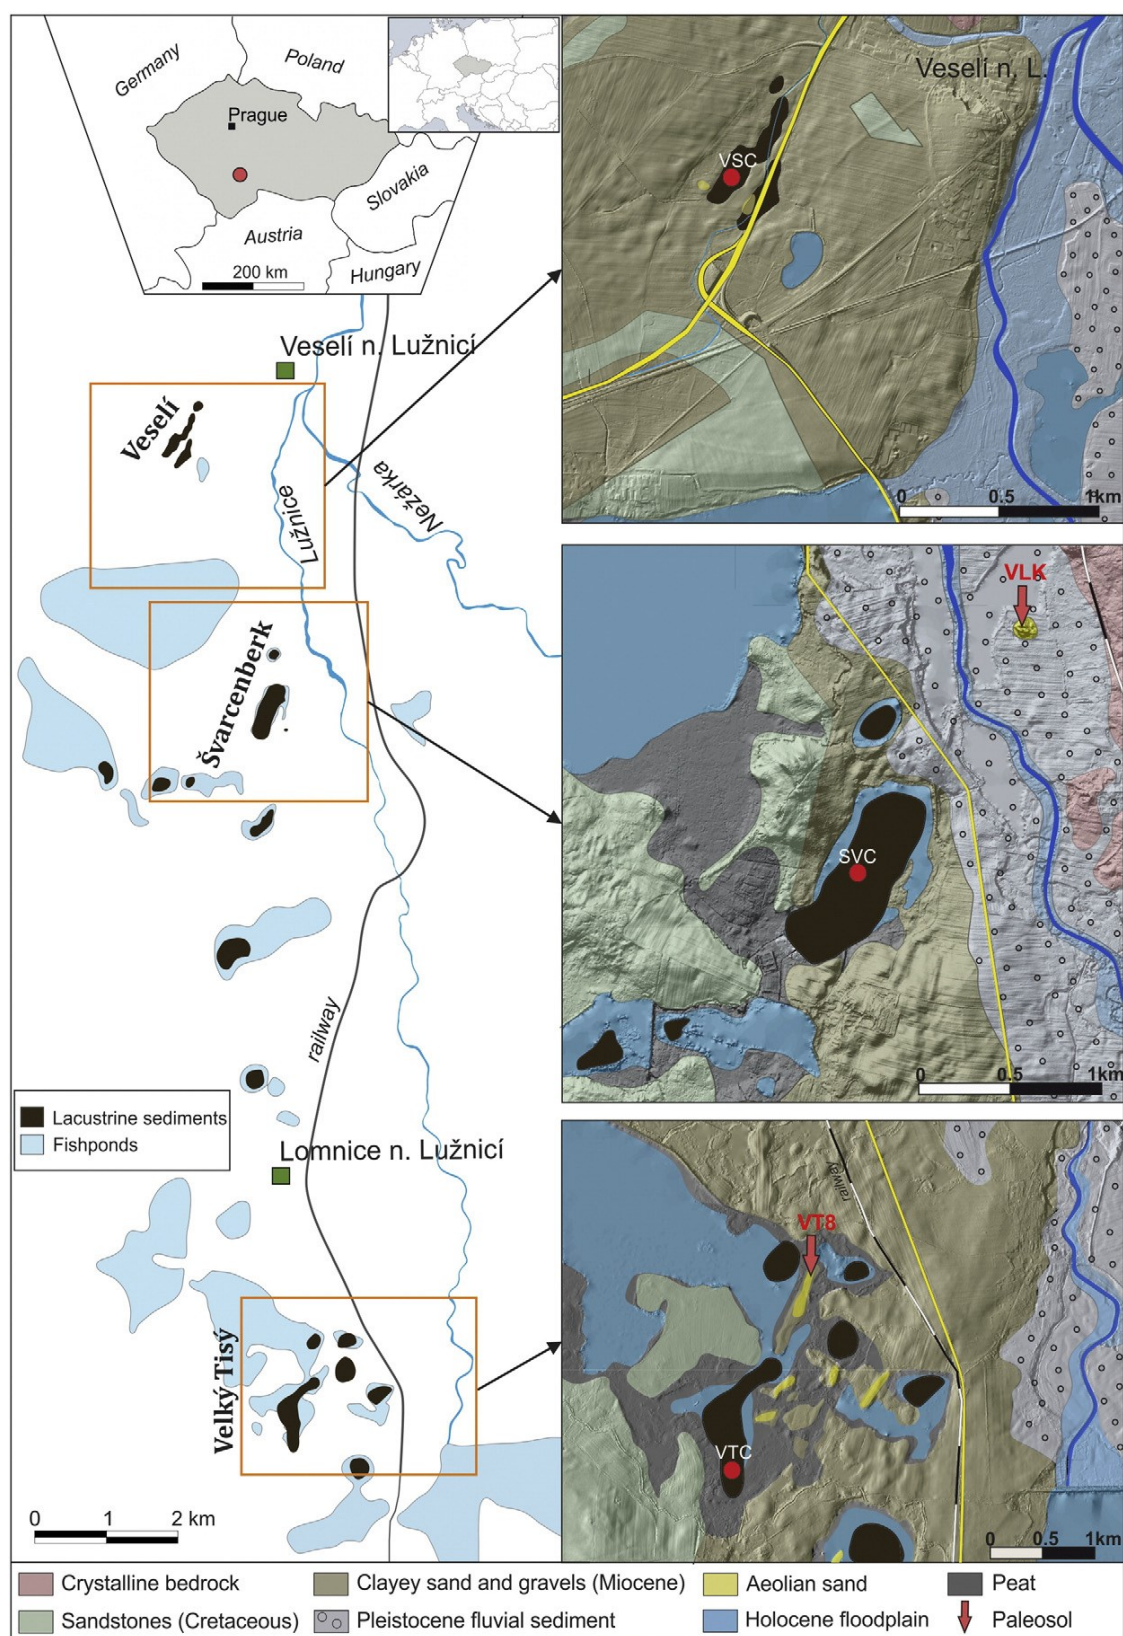 Germany
Poland
Prague
Slovakia
Austria
Hungary
200 km
Veselí n. Lužnicí
Veselí
Lužnice
Nežárka
Švarcenberk
railway
Lacustrine sediments
Fishponds
Lomnice n. Lužnicí
Velký Tisý
0 1 2 km
Veselí n. L.
VSC
0 0.5 1km
VLK
SVC
0 0.5 1km
railway
VT8
VTC
0 0.5 1km
Crystalline bedrock
Clayey sand and gravels (Miocene)
Aeolian sand
Peat
Sandstones (Cretaceous)
Pleistocene fluvial sediment
Holocene floodplain
Paleosol